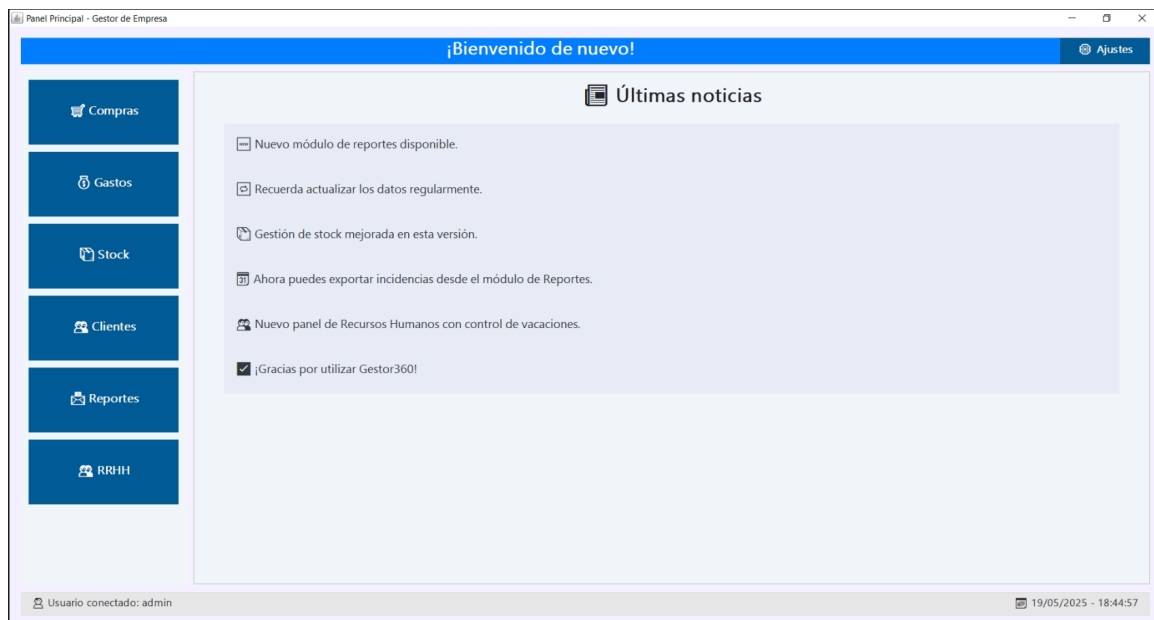 Panel Principal - Gestor de Empresa
¡Bienvenido de nuevo!
Ajustes
Compras
Gastos
Stock
Clientes
Reportes
RRHH
Últimas noticias
Nuevo módulo de reportes disponible.
Recuerda actualizar los datos regularmente.
Gestión de stock mejorada en esta versión.
Ahora puedes exportar incidencias desde el módulo de Reportes.
Nuevo panel de Recursos Humanos con control de vacaciones.
¡Gracias por utilizar Gestor360!
Usuario conectado: admin
19/05/2025 - 18:44:57